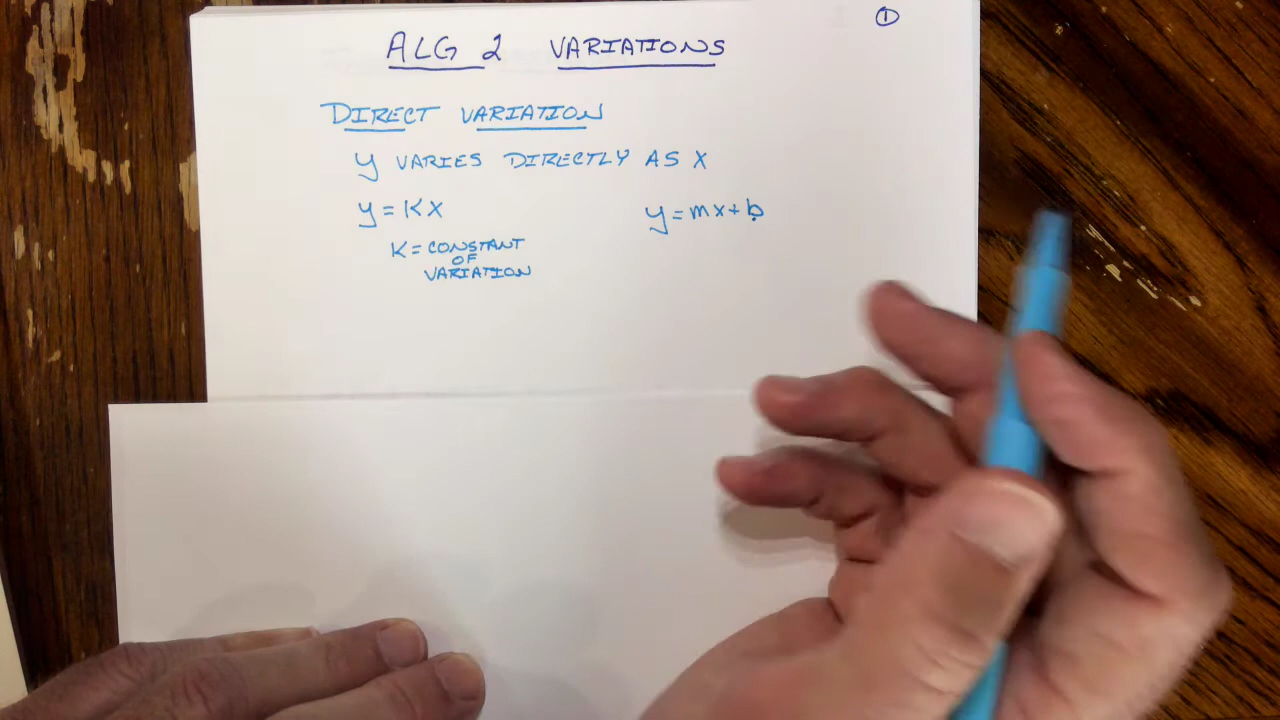 ①
ALG 2 VARIATIONS
DIRECT VARIATION
y VARIES DIRECTLY AS X
y = KX
y = mx + b
K = CONSTANT
OF
VARIATION